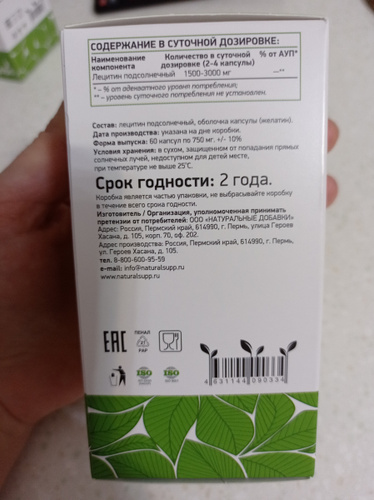 СОДЕРЖАНИЕ В СУТОЧНОЙ ДОЗИРОВКЕ:
Наименование компонента Количество в суточной дозировке (2-4 капсулы) % от АУП*
Лецитин подсолнечный 1500-3000 мг —**
* – % от адекватного уровня потребления;
** – уровень суточного потребления не установлен.
Состав: лецитин подсолнечный, оболочка капсулы (желатин).
Дата производства: указана на дне коробки.
Форма выпуска: 60 капсул по 750 мг. +/- 10%
Условия хранения: в сухом, защищенном от попадания прямых
солнечных лучей, недоступном для детей месте,
при температуре не выше 25°С.
Срок годности: 2 года.
Коробка является частью упаковки, не выбрасывайте коробку
в течение всего срока годности.
Изготовитель / Организация, уполномоченная принимать
претензии от потребителей: ООО «НАТУРАЛЬНЫЕ ДОБАВКИ»
Адрес: Россия, Пермский край, 614990, г. Пермь, улица Героев
Хасана, д. 105, корп. 70, оф. 202.
Адрес производства: Россия, Пермский край, 614990, г. Пермь,
ул. Героев Хасана, д. 105.
тел. 8-800-600-95-59
e-mail: info@naturalsupp.ru
www.naturalsupp.ru
ЕАС
ПЕНАЛ
21
PAP
ISO
ISO
4631144090334